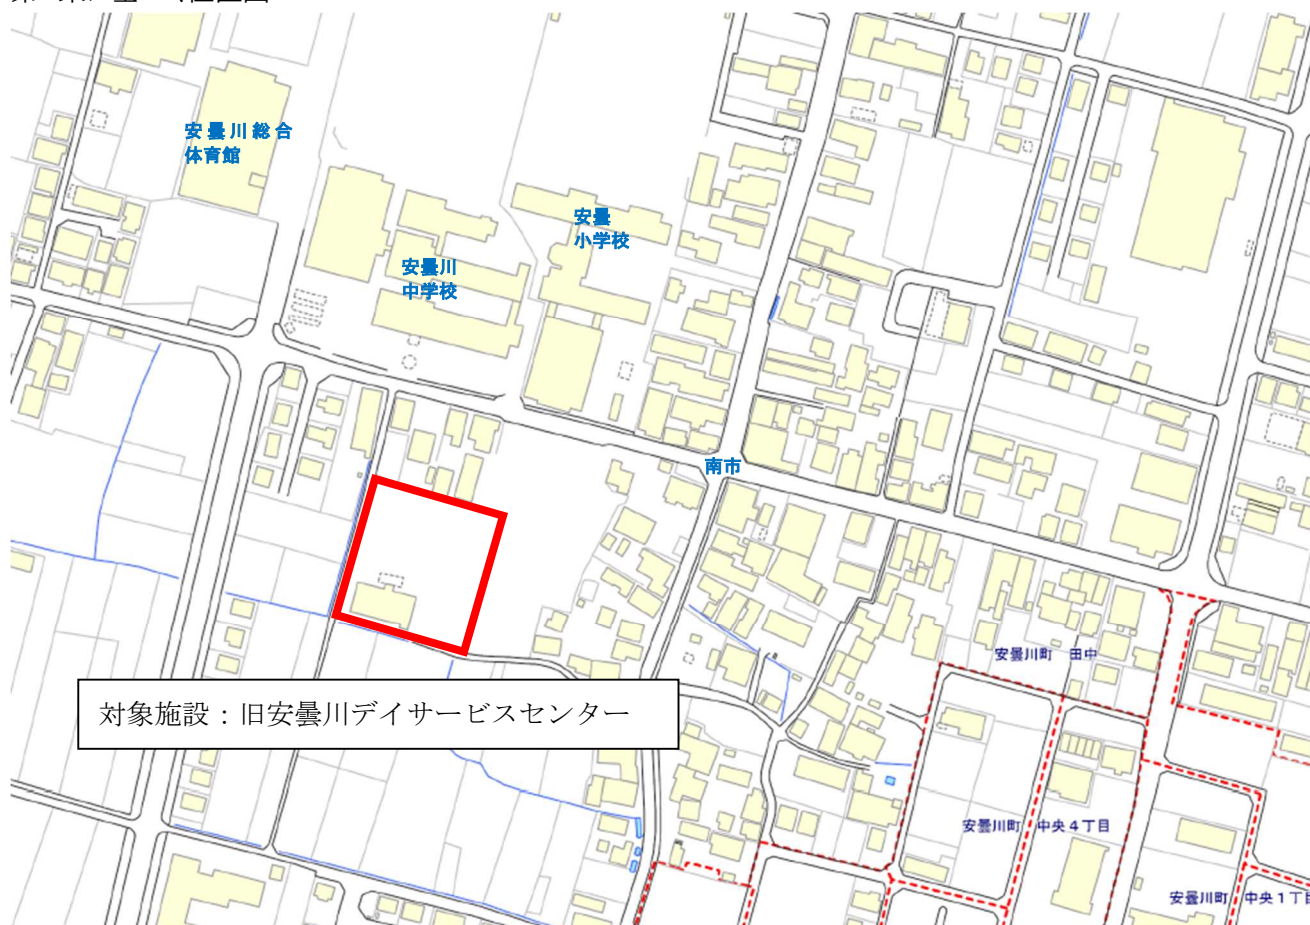 安曇川総合
体育館
安曇
小学校
安曇川
中学校
南市
安曇川町 田中
対象施設：旧安曇川デイサービスセンター
安曇川町 中央４丁目
安曇川町 中央１丁目